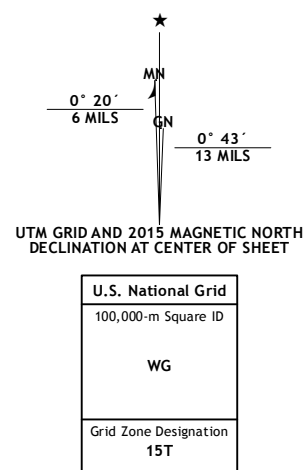 MN
0° 20´
6 MILS
GN
0° 43´
13 MILS
UTM GRID AND 2015 MAGNETIC NORTH
DECLINATION AT CENTER OF SHEET
U.S. National Grid
100,000-m Square ID
WG
Grid Zone Designation
15T